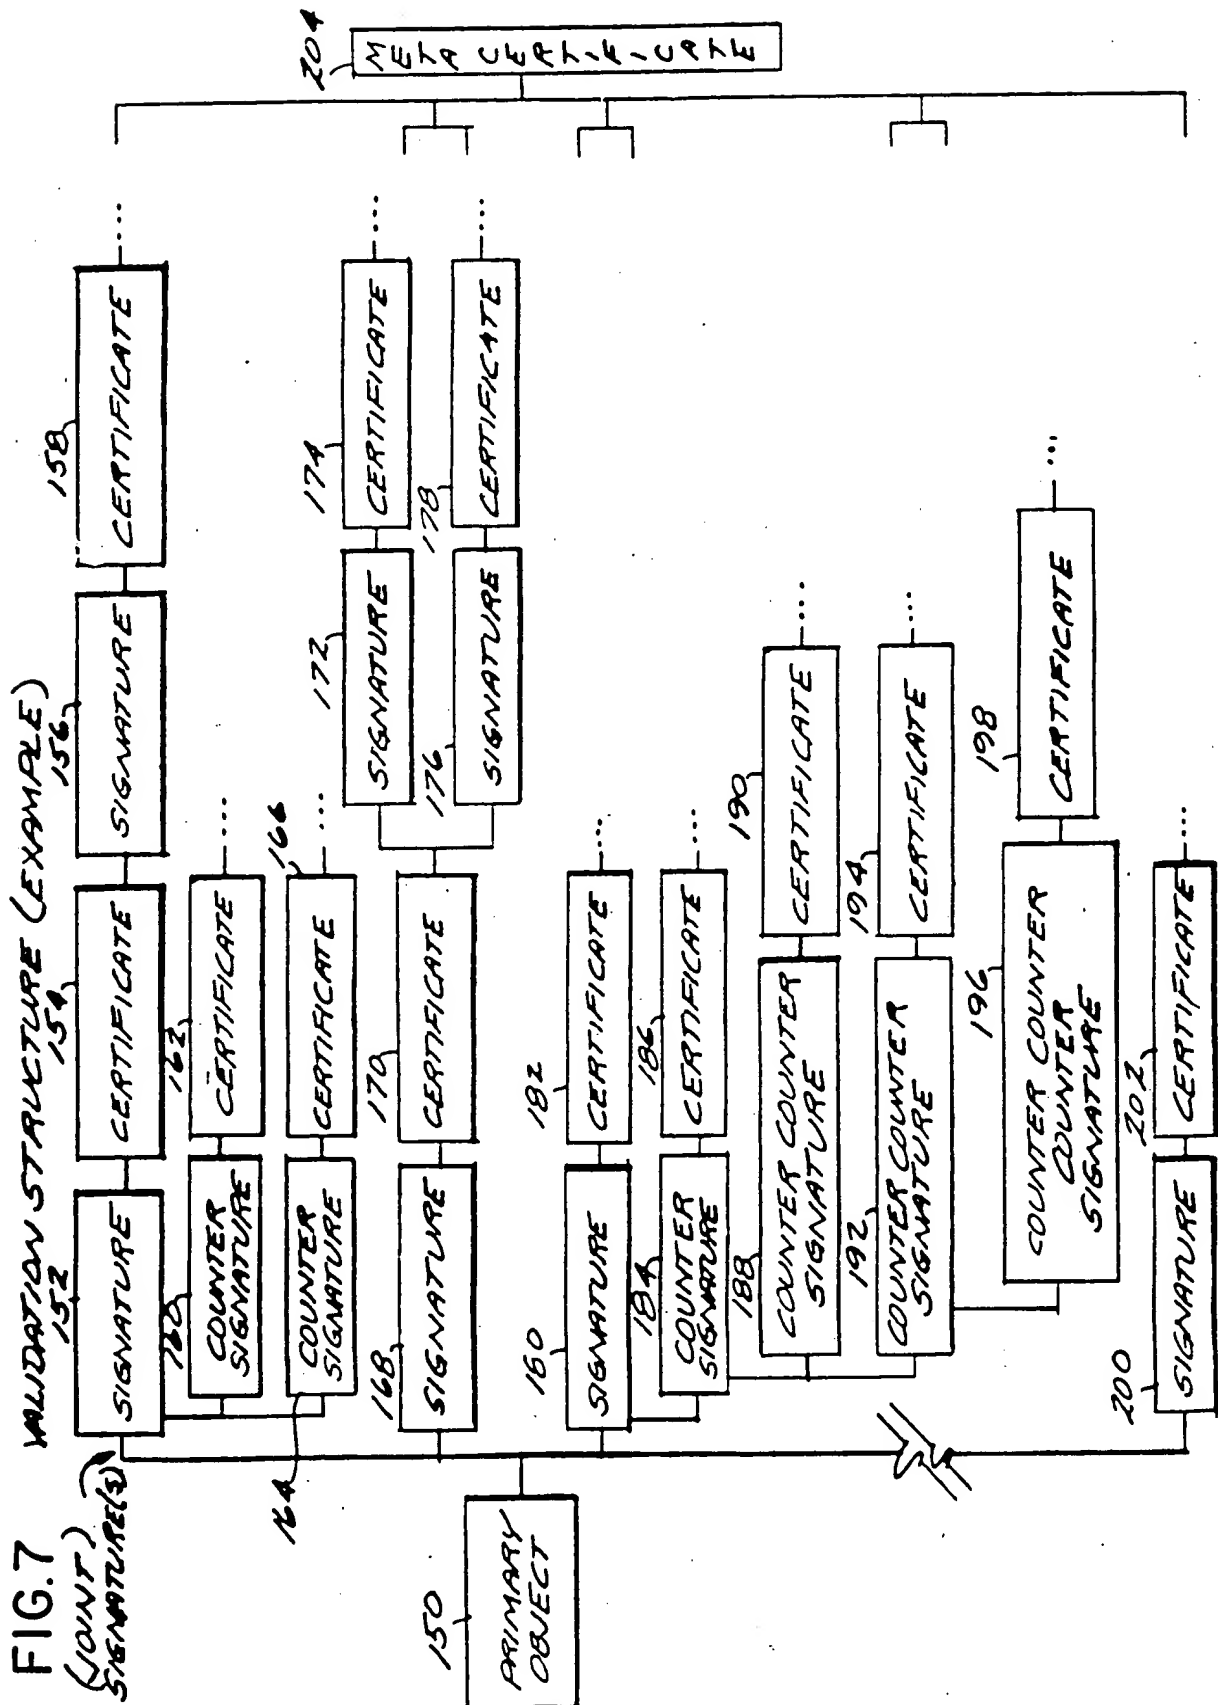 FIG.7
VALIDATION STRUCTURE (EXAMPLE)
(JOINT)
SIGNATURE(S)
152
SIGNATURE
154
CERTIFICATE
156
SIGNATURE
158
CERTIFICATE
....
160
COUNTER
SIGNATURE
162
CERTIFICATE
....
164
COUNTER
SIGNATURE
166
CERTIFICATE
...
168
SIGNATURE
170
CERTIFICATE
172
SIGNATURE
174
CERTIFICATE
....
176
SIGNATURE
178
CERTIFICATE
....
150
PRIMARY
OBJECT
180
SIGNATURE
182
CERTIFICATE
...
184
COUNTER
SIGNATURE
186
CERTIFICATE
...
188
COUNTER COUNTER
SIGNATURE
190
CERTIFICATE
....
192
COUNTER COUNTER
SIGNATURE
194
CERTIFICATE
...
196
COUNTER COUNTER
COUNTER
SIGNATURE
198
CERTIFICATE
...
200
SIGNATURE
202
CERTIFICATE
....
204
META CERTIFICATE